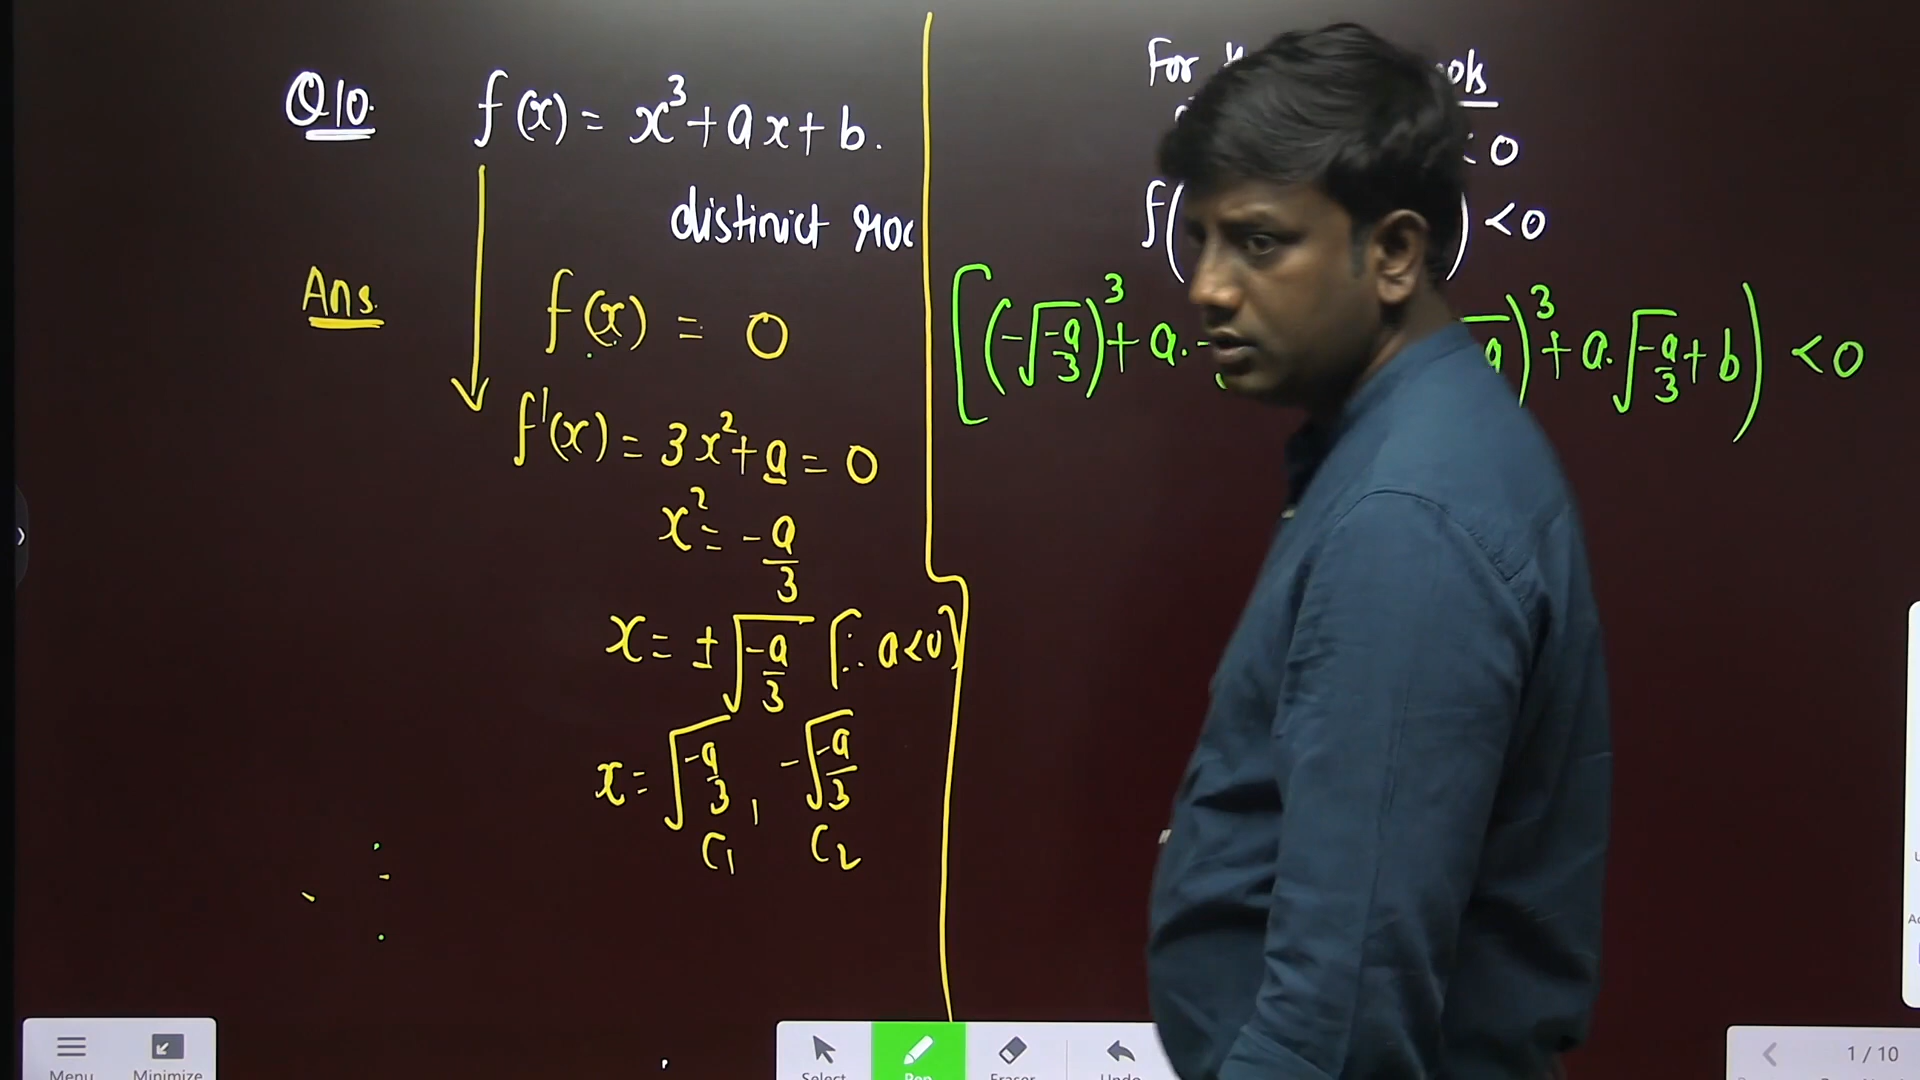 Q10. f(x) = x³ + ax + b.
distinict
Ans. f(x) = 0
f'(x) = 3x² + a = 0
x² = -a/3
x = ± √(-a/3) [∵ a<0]
x = √(-a/3), -√(-a/3)
C₁ C₂
For
< 0
f( ) < 0
[(-√(-a/3))³ + a. - a)³ + a.√(-a/3) + b) < 0
Menu Minimize Select Pen Eraser Undo 1 / 10